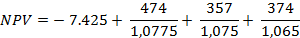 NPV = − 7.425 + 474/1,0775 + 357/1,075 + 374/1,065